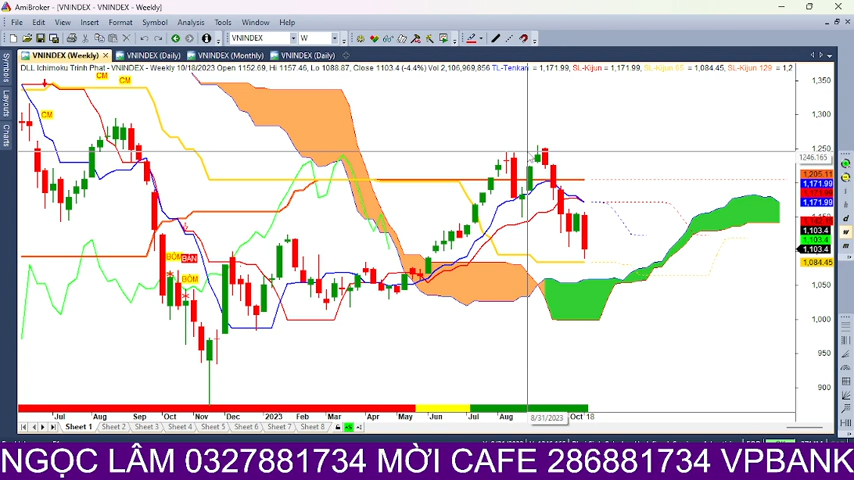 AmiBroker - [VNINDEX - VNINDEX - Weekly]
File Edit View Insert Format Symbol Analysis Tools Window Help
VNINDEX W
VNINDEX (Weekly) VNINDEX (Daily) VNINDEX (Monthly) VNINDEX (Daily)
DLL Ichimoku Trinh Phat - VNINDEX - Weekly 10/18/2023 Open 1152.69, Hi 1157.46, Lo 1088.87, Close 1103.4 (-4.4%) Vol 2,106,969,856 TL-Tenkan = 1,171.99, SL-Kijun = 1,171.99, SL-Kijun 65 = 1,084.45, SL-Kijun 129 = 1,2
Symbols
Layouts
Charts
CM CM
CM
BÔM BÁN
BÔM
1,350
1,300
1,250
1246.165
1,205.11
1,171.99
1,171.99
1,103.4
1,103.4
1,103.4
1,084.45
1,050
1,000
950
900
Jul Aug Sep Oct Nov Dec 2023 Mar Apr May Jun Jul Aug 8/31/2023 Oct '18
Sheet 1 Sheet 2 Sheet 3 Sheet 4 Sheet 5 Sheet 6 Sheet 7 Sheet 8
NGỌC LÂM 0327881734 MỜI CAFE 286881734 VPBANK